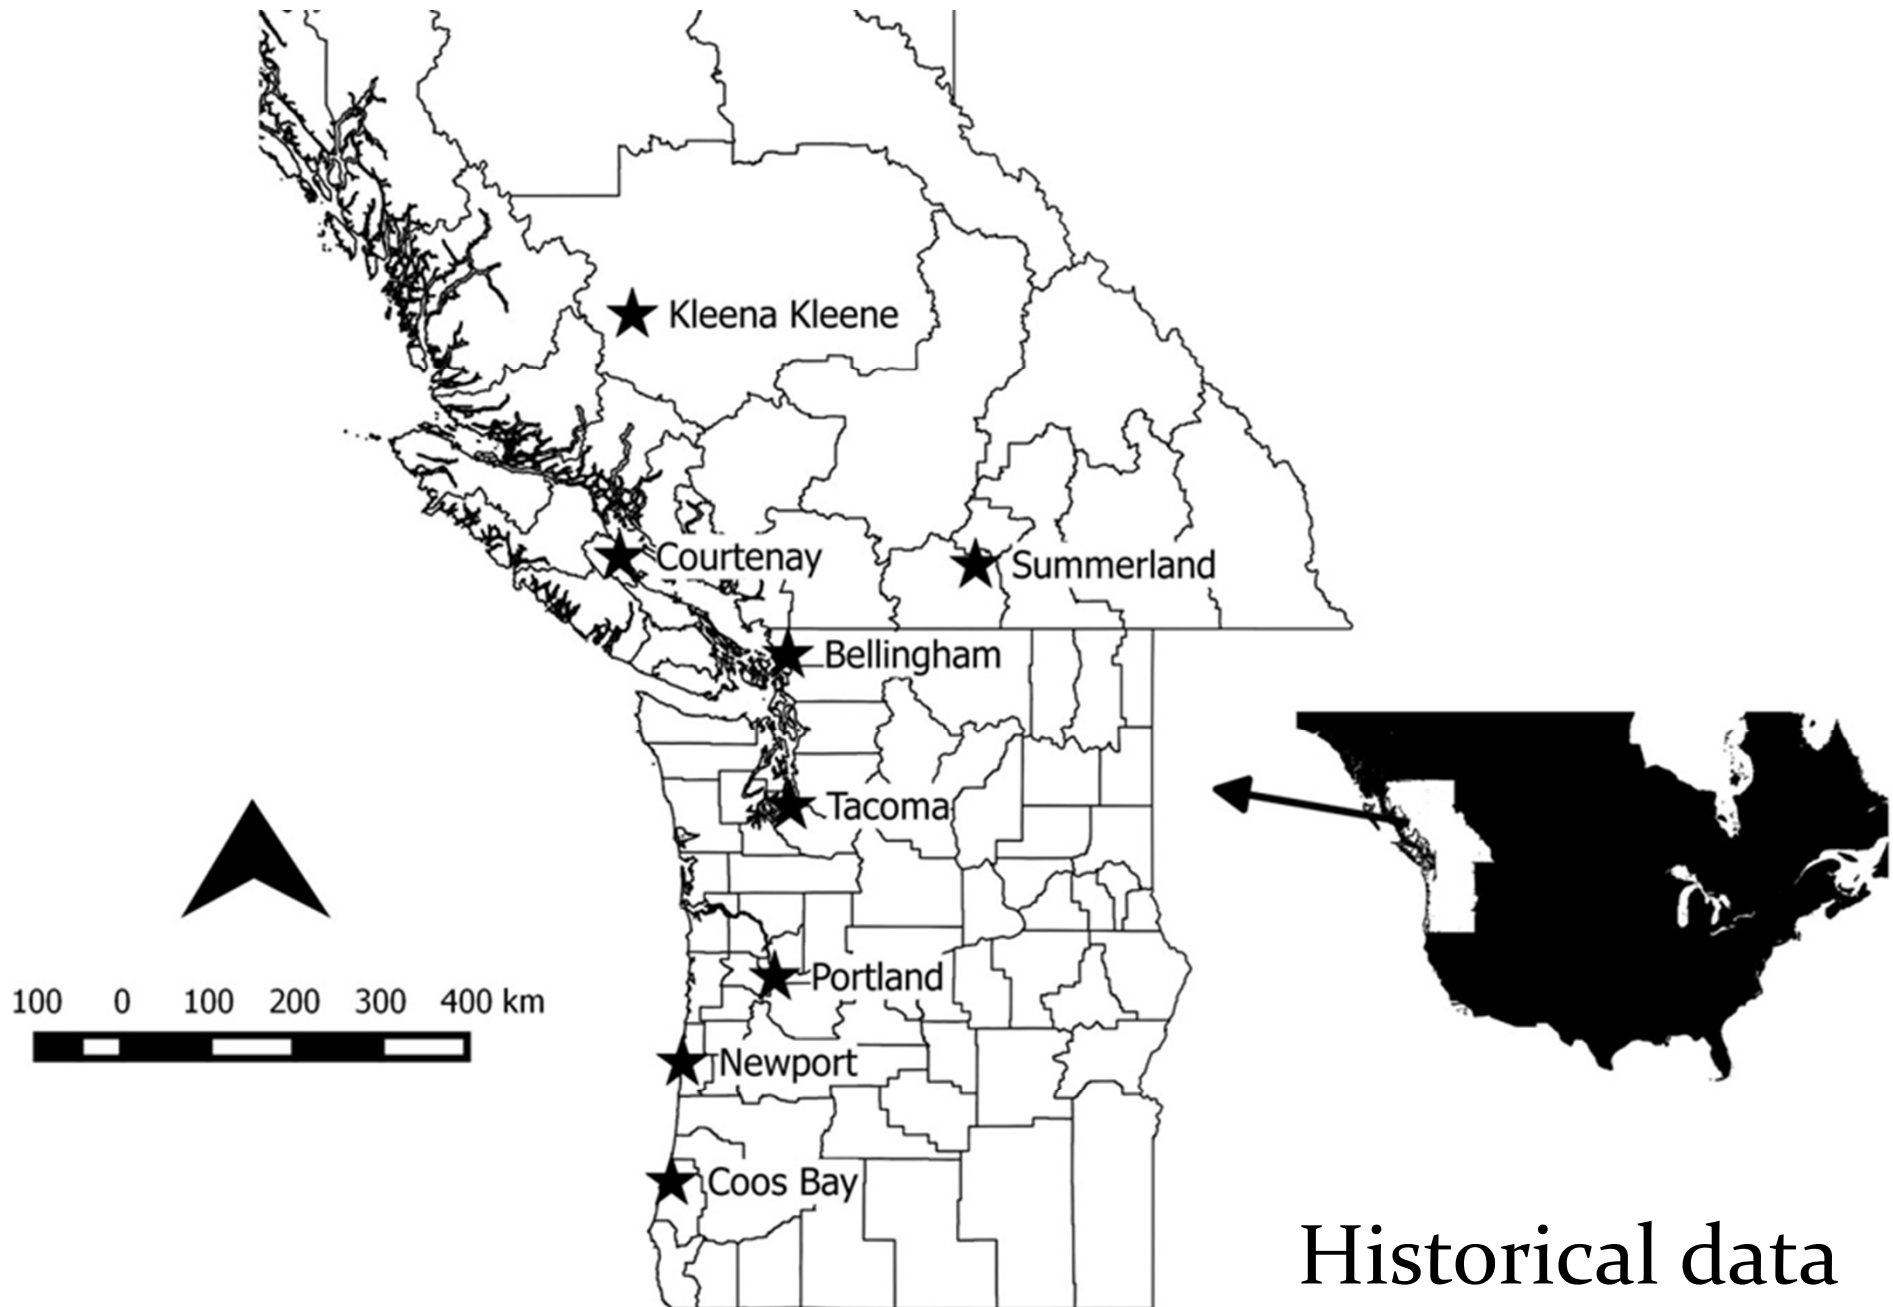 Kleena Kleene
Courtenay
Summerland
Bellingham
Tacoma
Portland
100 0 100 200 300 400 km
Newport
Coos Bay
Historical data